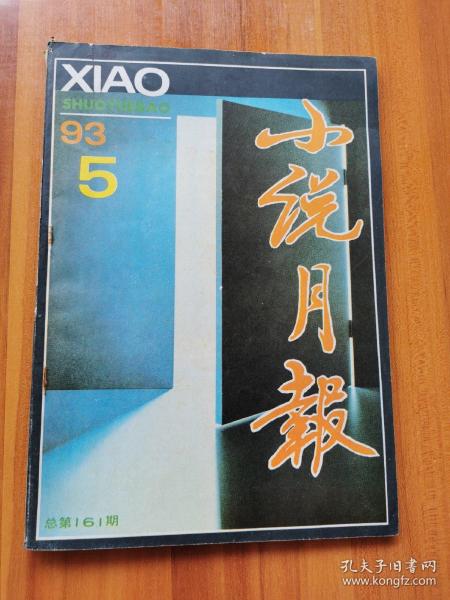 XIAO
SHUOYUEBAO
93
5
小说月報
总第161期
孔夫子旧书网
www.kongfz.com